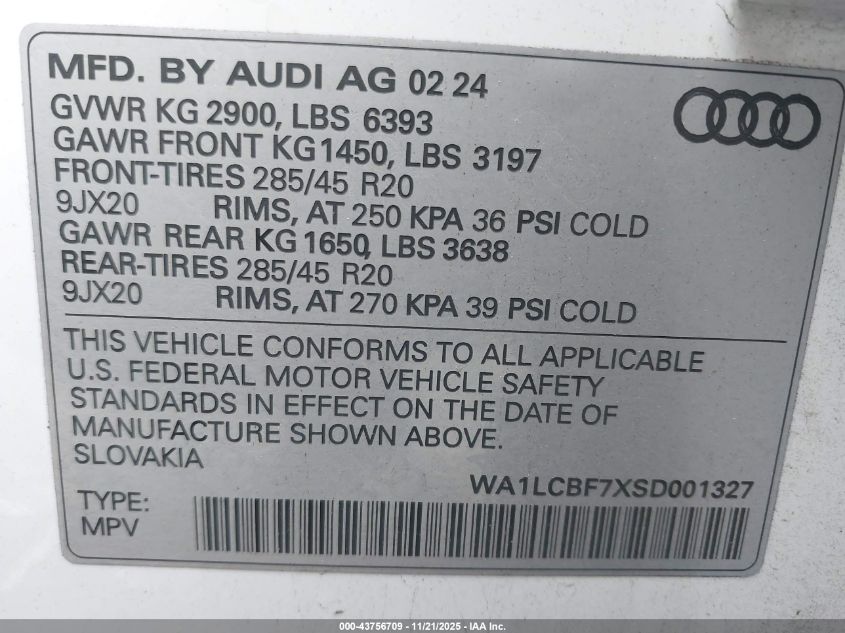 MFD. BY AUDI AG 02 24
GVWR KG 2900, LBS 6393
GAWR FRONT KG 1450, LBS 3197
FRONT-TIRES 285/45 R20
9JX20 RIMS, AT 250 KPA 36 PSI COLD
GAWR REAR KG 1650, LBS 3638
REAR-TIRES 285/45 R20
9JX20 RIMS, AT 270 KPA 39 PSI COLD
THIS VEHICLE CONFORMS TO ALL APPLICABLE
U.S. FEDERAL MOTOR VEHICLE SAFETY
STANDARDS IN EFFECT ON THE DATE OF
MANUFACTURE SHOWN ABOVE.
SLOVAKIA
WA1LCBF7XSD001327
TYPE:
MPV
000-43756709 - 11/21/2025 - IAA Inc.